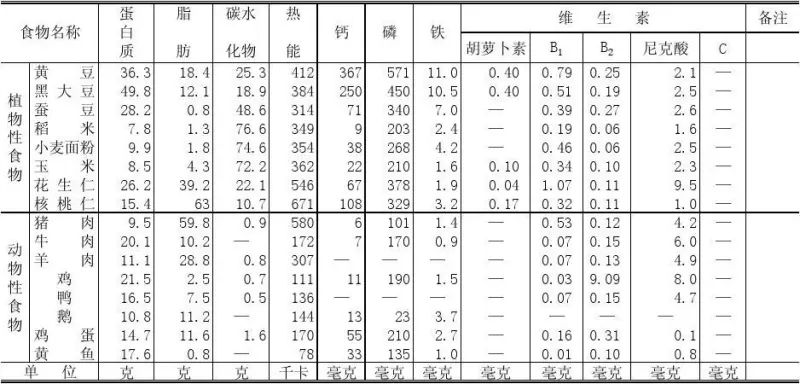 食物名称 蛋白质 脂肪 碳水化物 热能 钙 磷 铁 维生素 备注
胡萝卜素 B1 B2 尼克酸 C
植物性食物
黄豆 36.3 18.4 25.3 412 367 571 11.0 0.40 0.79 0.25 2.1 —
黑大豆 49.8 12.1 18.9 384 250 450 10.5 0.40 0.51 0.19 2.5 —
蚕豆 28.2 0.8 48.6 314 71 340 7.0 — 0.39 0.27 2.6 —
稻米 7.8 1.3 76.6 349 9 203 2.4 — 0.19 0.06 1.6 —
小麦面粉 9.9 1.8 74.6 354 38 268 4.2 — 0.46 0.06 2.5 —
玉米 8.5 4.3 72.2 362 22 210 1.6 0.10 0.34 0.10 2.3 —
花生仁 26.2 39.2 22.1 546 67 378 1.9 0.04 1.07 0.11 9.5 —
核桃仁 15.4 63 10.7 671 108 329 3.2 0.17 0.32 0.11 1.0 —
动物性食物
猪肉 9.5 59.8 0.9 580 6 101 1.4 — 0.53 0.12 4.2 —
牛肉 20.1 10.2 — 172 7 170 0.9 — 0.07 0.15 6.0 —
羊肉 11.1 28.8 0.8 307 — — — — 0.07 0.13 4.9 —
鸡 21.5 2.5 0.7 111 11 190 1.5 — 0.03 9.09 8.0 —
鸭 16.5 7.5 0.5 136 — — — — 0.07 0.15 4.7 —
鹅 10.8 11.2 — 144 13 23 3.7 — — — — —
鸡蛋 14.7 11.6 1.6 170 55 210 2.7 — 0.16 0.31 0.1 —
黄鱼 17.6 0.8 — 78 33 135 1.0 — 0.01 0.10 0.8 —
单位 克 克 克 千卡 毫克 毫克 毫克 毫克 毫克 毫克 毫克 毫克